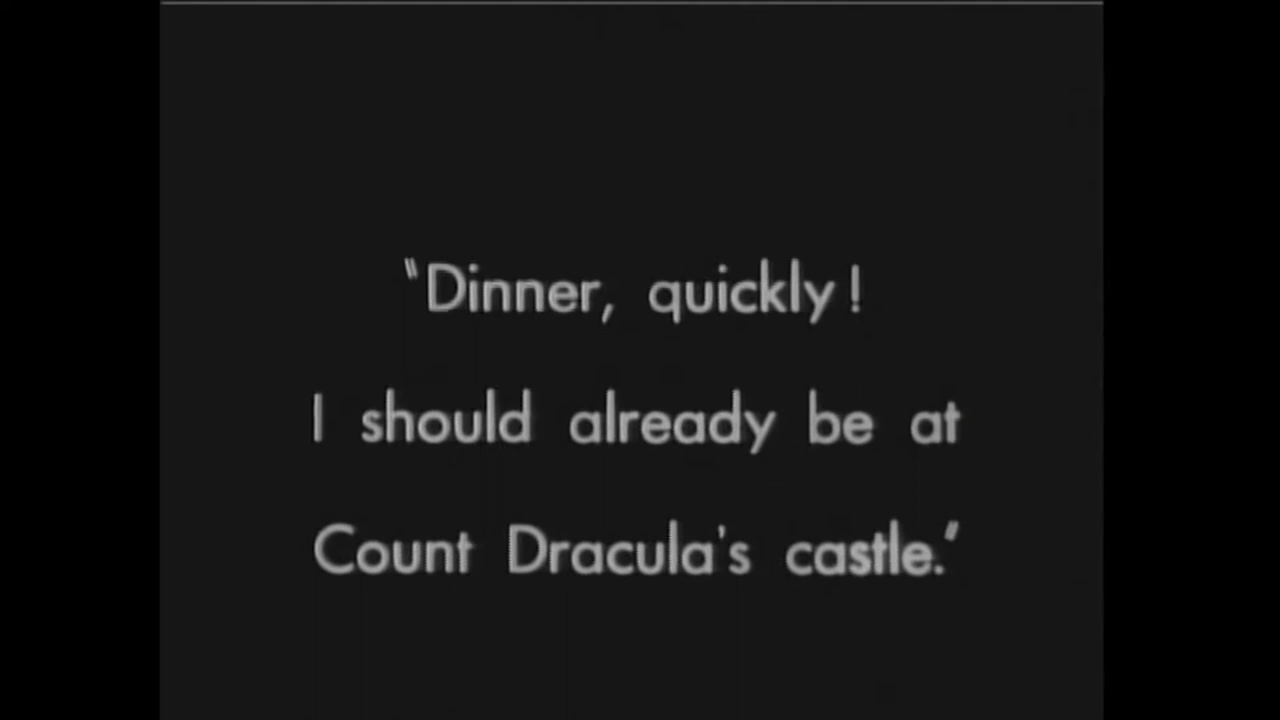 "Dinner, quickly!
I should already be at
Count Dracula's castle."